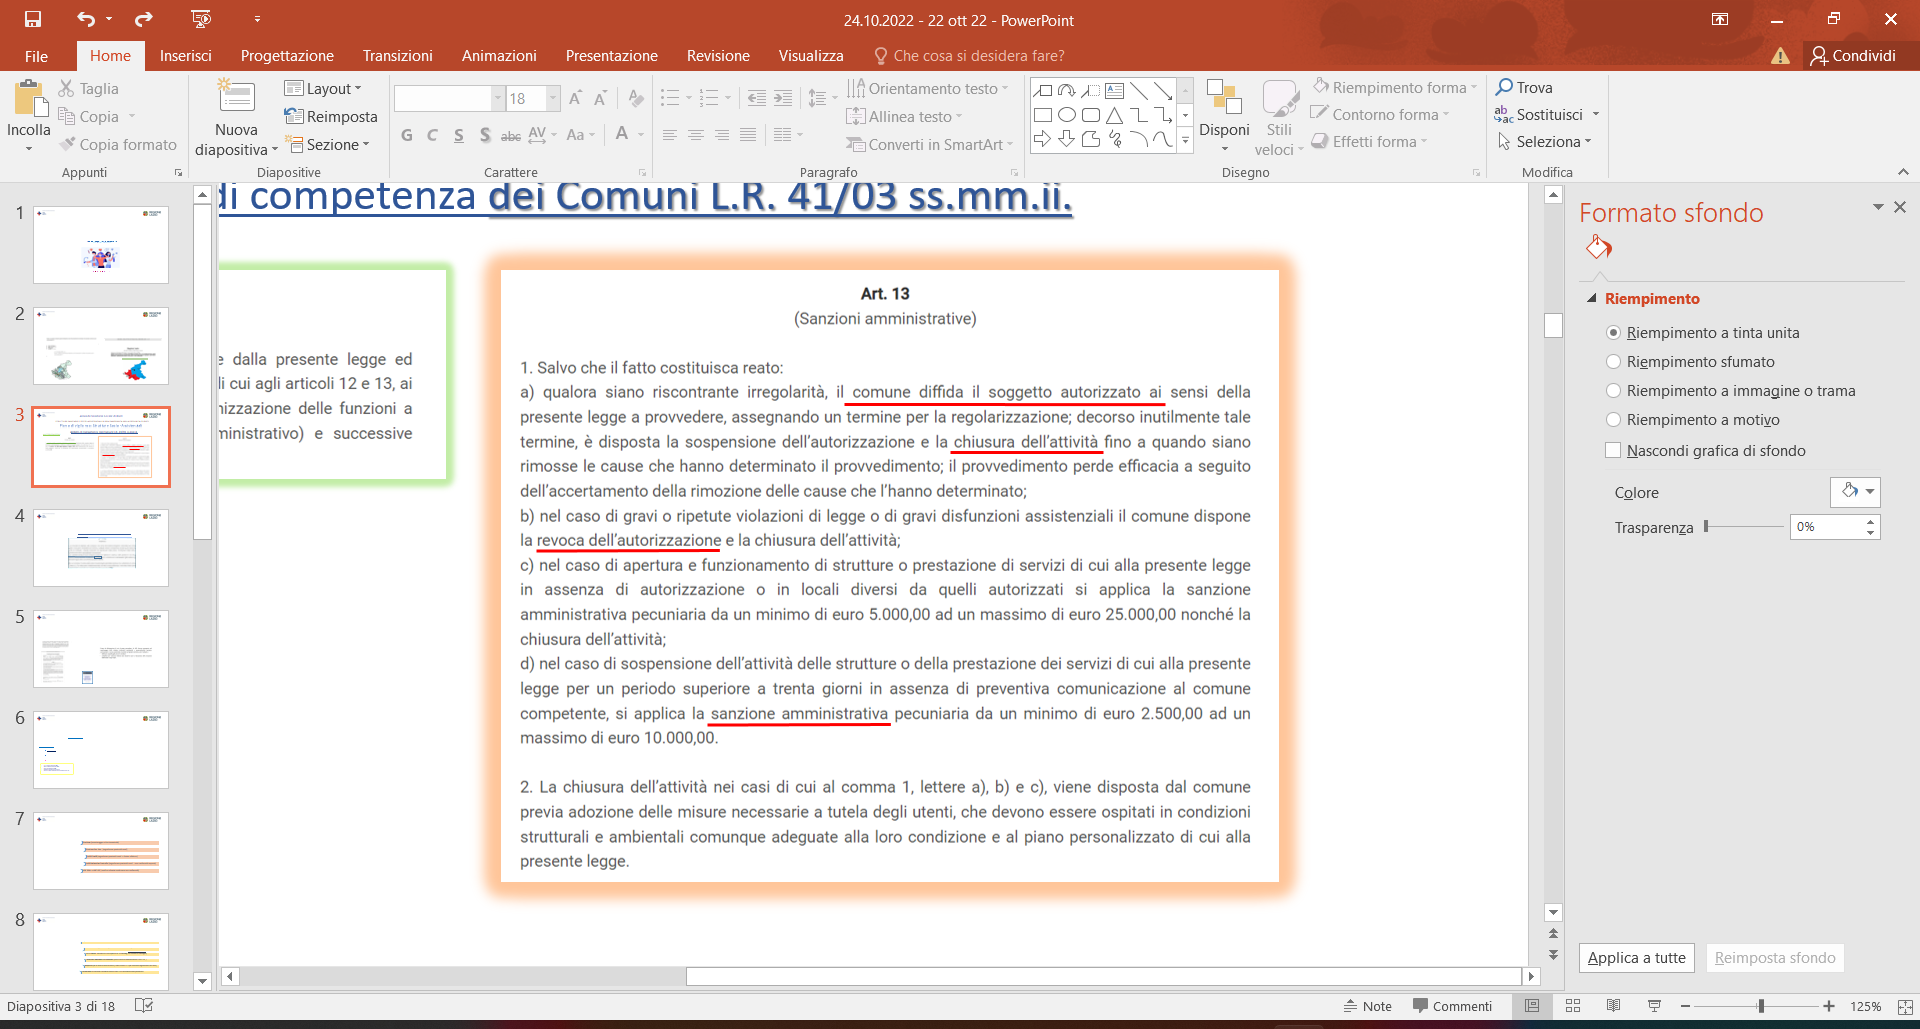 24.10.2022 - 22 ott 22 - PowerPoint
File
Home
Inserisci
Progettazione
Transizioni
Animazioni
Presentazione
Revisione
Visualizza
Che cosa si desidera fare?
Condividi
Incolla
Taglia
Copia
Copia formato
Appunti
Nuova
diapositiva
Layout
Reimposta
Sezione
Diapositive
18
G C S S abc AV Aa A
Carattere
Orientamento testo
Allinea testo
Converti in SmartArt
Paragrafo
Disponi
Stili
veloci
Riempimento forma
Contorno forma
Effetti forma
Disegno
Trova
Sostituisci
Seleziona
Modifica
1
2
3
4
5
6
7
8
di competenza dei Comuni L.R. 41/03 ss.mm.ii.
e dalla presente legge ed
li cui agli articoli 12 e 13, ai
nizzazione delle funzioni a
ministrativo) e successive
Art. 13
(Sanzioni amministrative)
1. Salvo che il fatto costituisca reato:
a) qualora siano riscontrante irregolarità, il comune diffida il soggetto autorizzato ai sensi della
presente legge a provvedere, assegnando un termine per la regolarizzazione; decorso inutilmente tale
termine, è disposta la sospensione dell’autorizzazione e la chiusura dell’attività fino a quando siano
rimosse le cause che hanno determinato il provvedimento; il provvedimento perde efficacia a seguito
dell’accertamento della rimozione delle cause che l’hanno determinato;
b) nel caso di gravi o ripetute violazioni di legge o di gravi disfunzioni assistenziali il comune dispone
la revoca dell’autorizzazione e la chiusura dell’attività;
c) nel caso di apertura e funzionamento di strutture o prestazione di servizi di cui alla presente legge
in assenza di autorizzazione o in locali diversi da quelli autorizzati si applica la sanzione
amministrativa pecuniaria da un minimo di euro 5.000,00 ad un massimo di euro 25.000,00 nonché la
chiusura dell’attività;
d) nel caso di sospensione dell’attività delle strutture o della prestazione dei servizi di cui alla presente
legge per un periodo superiore a trenta giorni in assenza di preventiva comunicazione al comune
competente, si applica la sanzione amministrativa pecuniaria da un minimo di euro 2.500,00 ad un
massimo di euro 10.000,00.
2. La chiusura dell’attività nei casi di cui al comma 1, lettere a), b) e c), viene disposta dal comune
previa adozione delle misure necessarie a tutela degli utenti, che devono essere ospitati in condizioni
strutturali e ambientali comunque adeguate alla loro condizione e al piano personalizzato di cui alla
presente legge.
Formato sfondo
Riempimento
Riempimento a tinta unita
Riempimento sfumato
Riempimento a immagine o trama
Riempimento a motivo
Nascondi grafica di sfondo
Colore
Trasparenza
0%
Applica a tutte
Reimposta sfondo
Diapositiva 3 di 18
Note
Commenti
125%